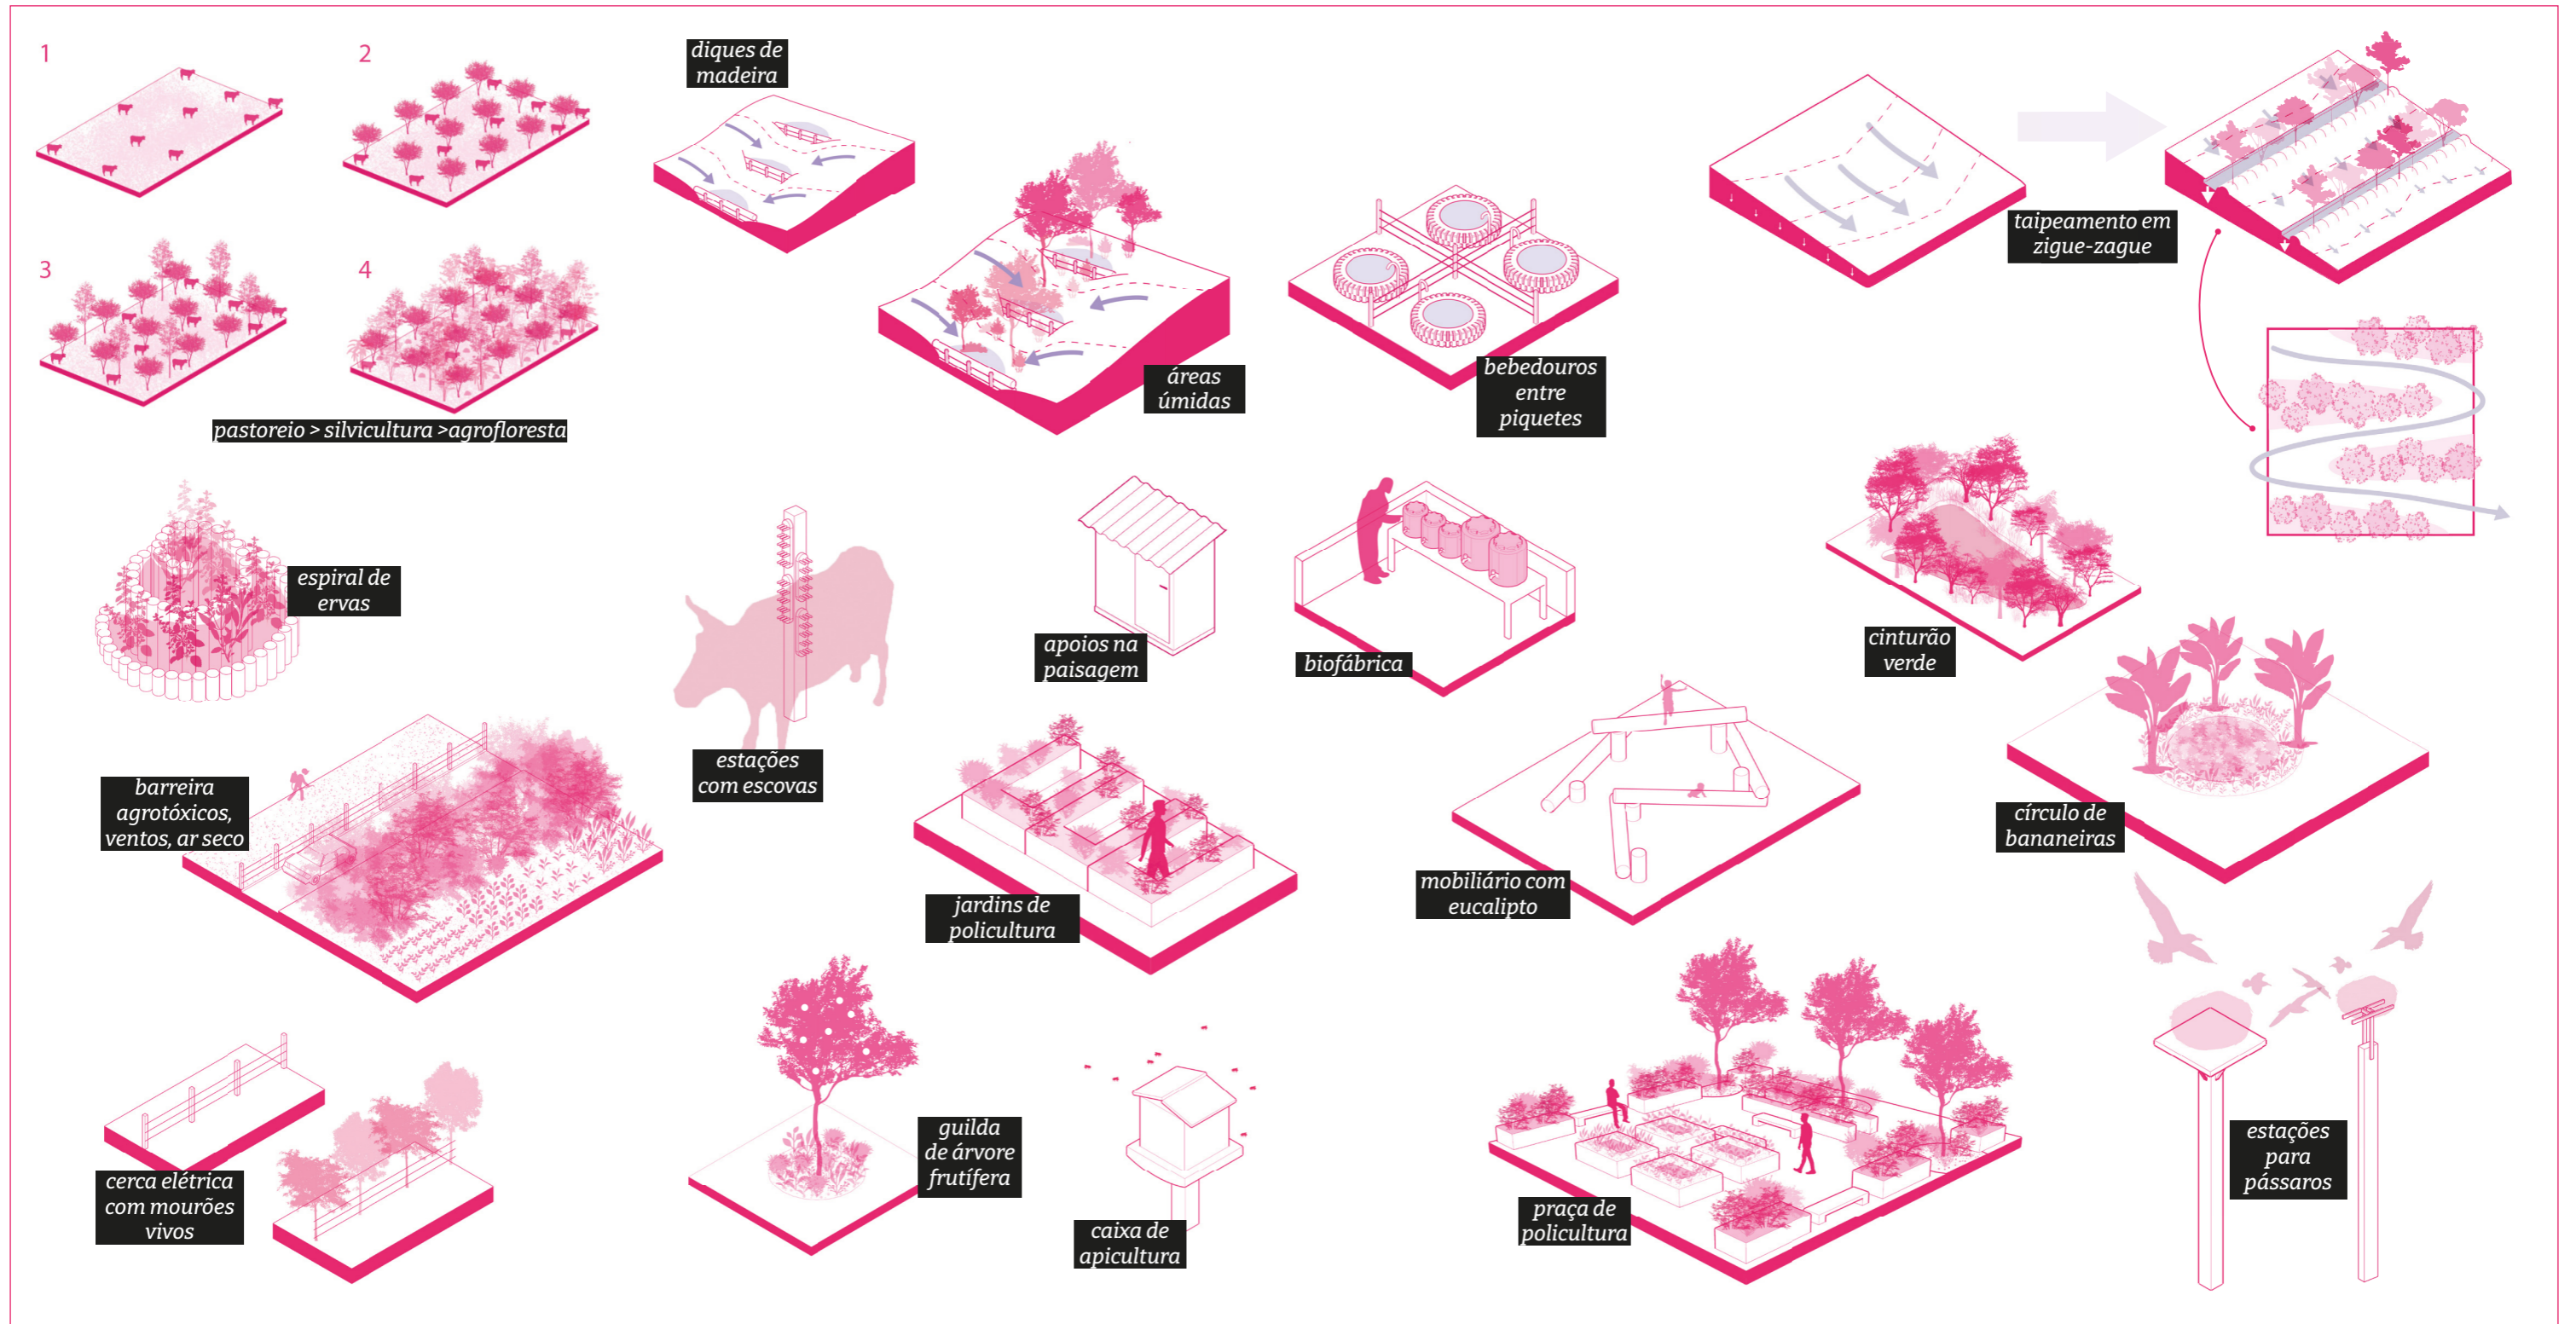 1
2
3
4
pastoreio > silvicultura >agrofloresta
diques de
madeira
áreas
úmidas
bebedouros
entre
piquetes
taipeamento em
zigue-zague
espiral de
ervas
estações
com escovas
apoios na
paisagem
biofábrica
cinturão
verde
barreira
agrotóxicos,
ventos, ar seco
jardins de
policultura
mobiliário com
eucalipto
círculo de
bananeiras
cerca elétrica
com mourões
vivos
guilda
de árvore
frutífera
caixa de
apicultura
praça de
policultura
estações
para
pássaros